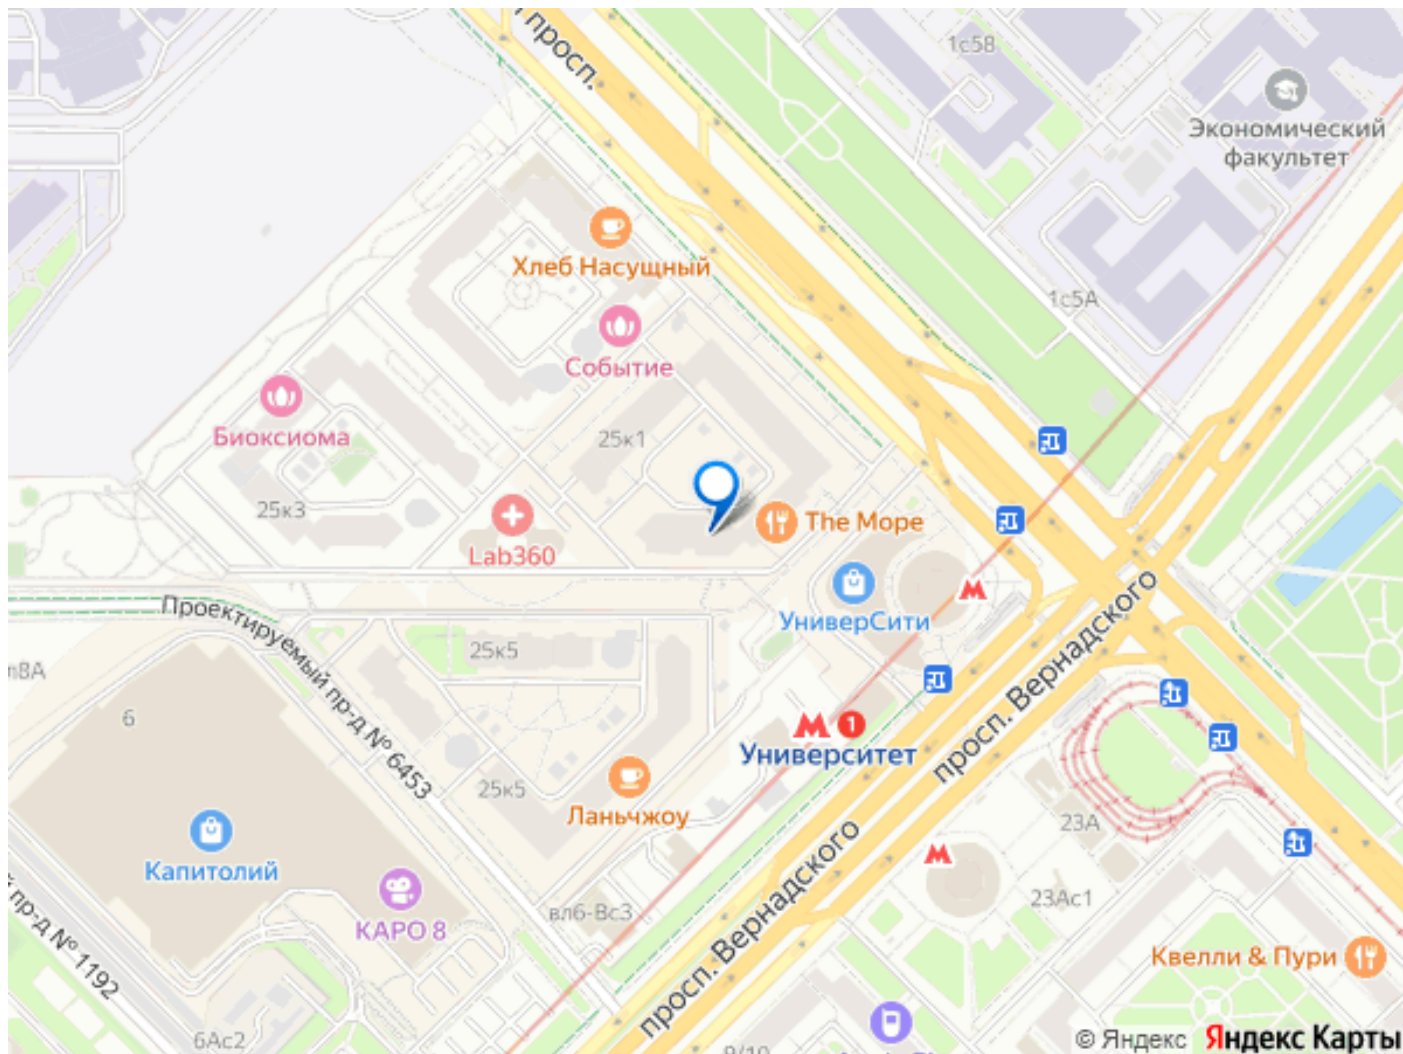 просп.
1с58
Экономический
факультет
Хлеб Насущный
1с5А
Событие
Биоксиома
25к1
25к3
The Море
Lab360
УниверСити
Проектируемый пр-д № 6453
просп. Вернадского
25к5
6
Университет
1
25к5
Ланьчжоу
23А
Капитолий
просп. Вернадского
КАРО 8
вл6-Вс3
23Ас1
пр-д № 1192
Квелли & Пури
6Ас2
© Яндекс Яндекс Карты